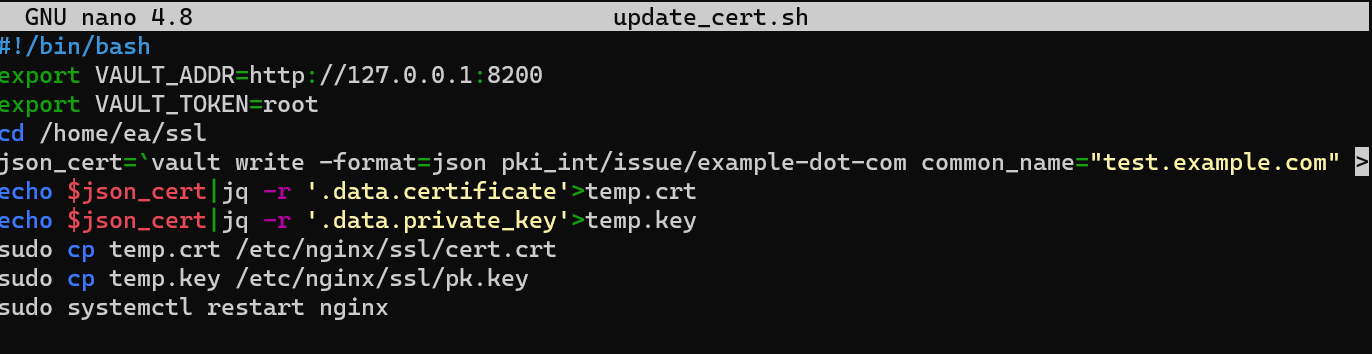 GNU nano 4.8 update_cert.sh
#!/bin/bash
export VAULT_ADDR=http://127.0.0.1:8200
export VAULT_TOKEN=root
cd /home/ea/ssl
json_cert=`vault write -format=json pki_int/issue/example-dot-com common_name="test.example.com" >
echo $json_cert|jq -r '.data.certificate'>temp.crt
echo $json_cert|jq -r '.data.private_key'>temp.key
sudo cp temp.crt /etc/nginx/ssl/cert.crt
sudo cp temp.key /etc/nginx/ssl/pk.key
sudo systemctl restart nginx